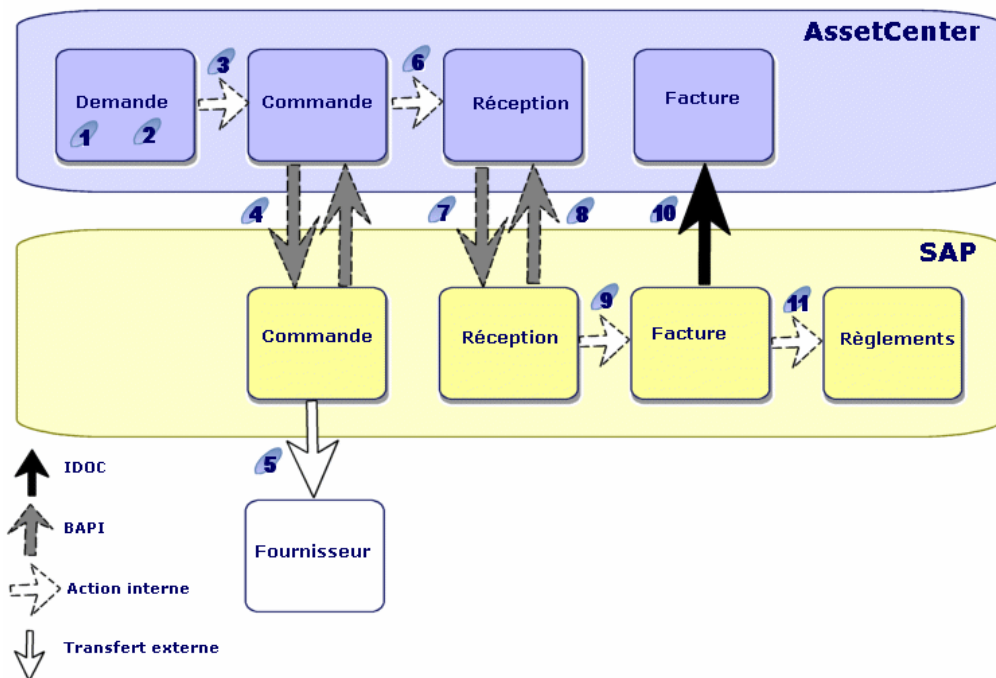 AssetCenter
3
6
Demande
Commande
Réception
Facture
1
2
4
7
8
10
SAP
9
11
Commande
Réception
Facture
Règlements
5
IDOC
BAPI
Fournisseur
Action interne
Transfert externe